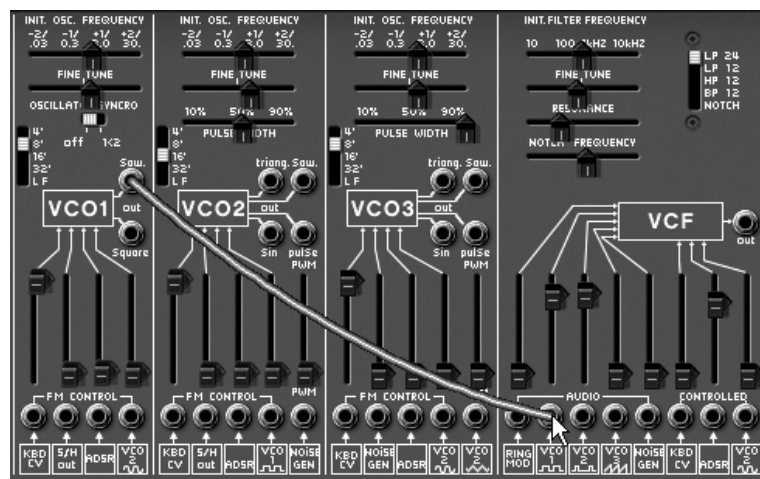 INIT. OSC. FREQUENCY
-2/ -1/ +1/ +2/
.03 0.3 3.0 30.
FINE TUNE
OSCILLATOR SYNCRO
off 1<2
4'
8'
16'
32'
LF
Saw.
VCO1
out
Square
FM CONTROL
KBD CV
S/H out
ADSR
VCO 2
INIT. OSC. FREQUENCY
-2/ -1/ +1/ +2/
.03 0.3 3.0 30.
FINE TUNE
10% 50% 90%
PULSE WIDTH
4'
8'
16'
32'
LF
triang. Saw.
VCO2
out
Sin pulSe
PWM
PWM
FM CONTROL
KBD CV
S/H out
ADSR
VCO 1
NOiSE GEN
INIT. OSC. FREQUENCY
-2/ -1/ +1/ +2/
.03 0.3 3.0 30.
FINE TUNE
10% 50% 90%
PULSE WIDTH
4'
8'
16'
32'
LF
triang. Saw.
VCO3
out
Sin pulSe
PWM
FM CONTROL
KBD CV
NOiSE GEN
ADSR
VCO 2
VCO 2
INIT. FILTER FREQUENCY
10 100 1kHZ 10kHZ
FINE TUNE
RESONANCE
NOTCH FREQUENCY
LP 24
LP 12
HP 12
BP 12
NOTCH
VCF
out
AUDIO
CONTROLLED
RING MOD
VCO 1
VCO 2
VCO 3
NOiSE GEN
KBD CV
ADSR
VCO 2